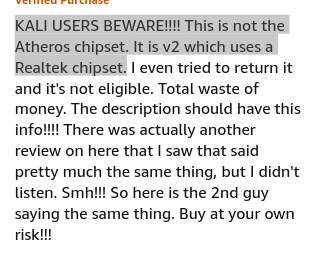 Verified Purchase
KALI USERS BEWARE!!!! This is not the
Atheros chipset. It is v2 which uses a
Realtek chipset. I even tried to return it
and it's not eligible. Total waste of
money. The description should have this
info!!!! There was actually another
review on here that I saw that said
pretty much the same thing, but I didn't
listen. Smh!!! So here is the 2nd guy
saying the same thing. Buy at your own
risk!!!